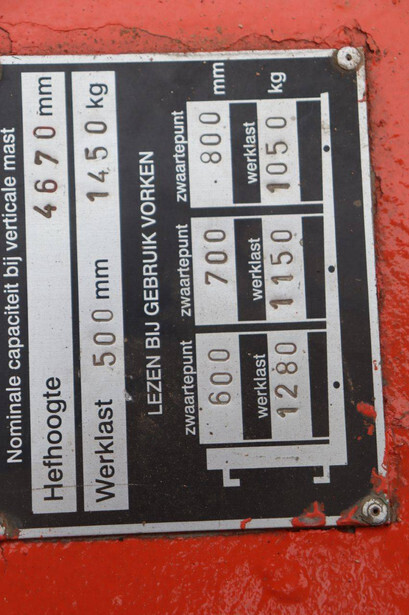 Nominale capaciteit bij verticale mast
Hefhoogte 4670 mm
Werklast 500 mm 1450 kg
LEZEN BIJ GEBRUIK VORKEN
zwaartepunt zwaartepunt zwaartepunt
600 700 800 mm
werklast werklast werklast
1280 1150 1050 kg